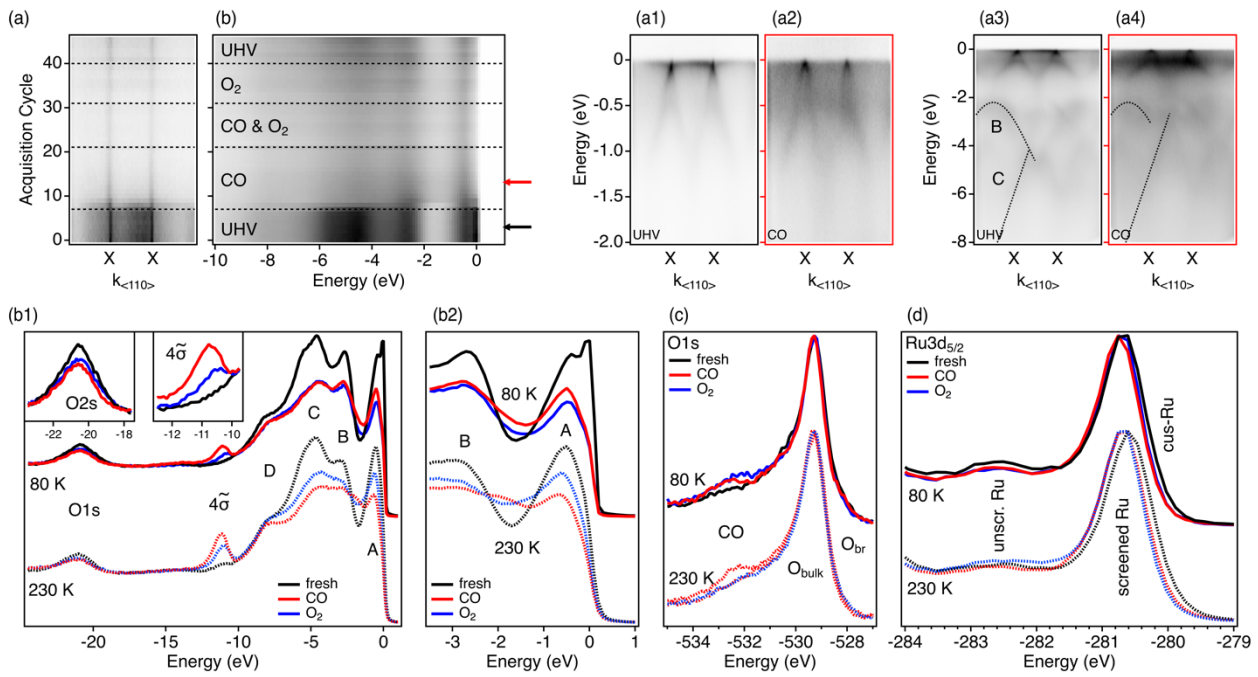 (a)
(b)
(a1)
(a2)
(a3)
(a4)
Acquisition Cycle
40
30
20
10
0
UHV
O2
CO & O2
CO
UHV
X X
k<110>
-10 -8 -6 -4 -2 0
Energy (eV)
Energy (eV)
0
-0.5
-1.0
-1.5
-2.0
UHV
CO
X X
k<110>
X X
k<110>
Energy (eV)
0
-2
-4
-6
-8
B
C
UHV
CO
X X
k<110>
X X
k<110>
(b1)
O2s
-22 -20 -18
4σ̃
-12 -11 -10
80 K
O1s
230 K
4σ̃
D
C
B
A
fresh
CO
O2
-20 -15 -10 -5 0
Energy (eV)
(b2)
80 K
B
A
230 K
fresh
CO
O2
-3 -2 -1 0 1
Energy (eV)
(c)
O1s
fresh
CO
O2
80 K
CO
230 K
Obulk
Obr
-534 -532 -530 -528
Energy (eV)
(d)
Ru3d5/2
fresh
CO
O2
80 K
230 K
unscr. Ru
screened Ru
cus-Ru
-284 -283 -282 -281 -280 -279
Energy (eV)